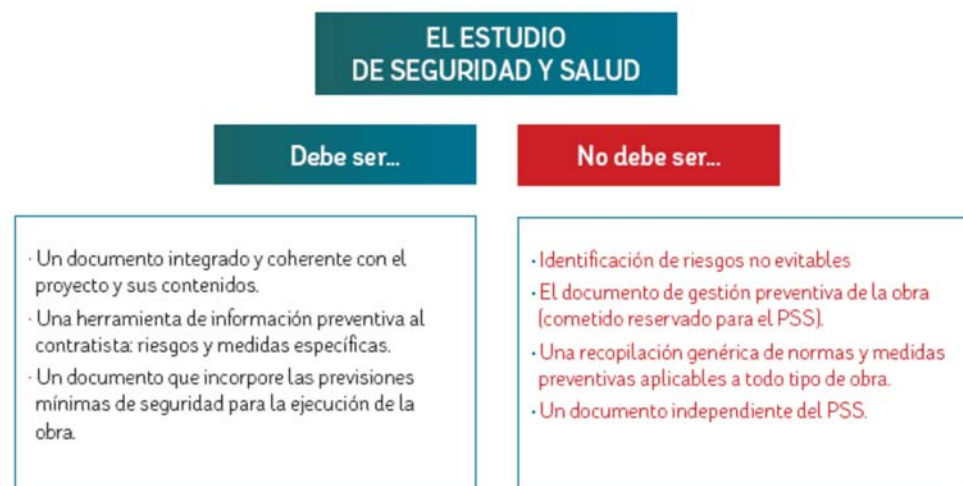 EL ESTUDIO
DE SEGURIDAD Y SALUD
Debe ser...
No debe ser...
· Un documento integrado y coherente con el
proyecto y sus contenidos.
· Una herramienta de información preventiva al
contratista: riesgos y medidas específicas.
· Un documento que incorpore las previsiones
mínimas de seguridad para la ejecución de la
obra.
· Identificación de riesgos no evitables
· El documento de gestión preventiva de la obra
(cometido reservado para el PSS).
· Una recopilación genérica de normas y medidas
preventivas aplicables a todo tipo de obra.
· Un documento independiente del PSS.